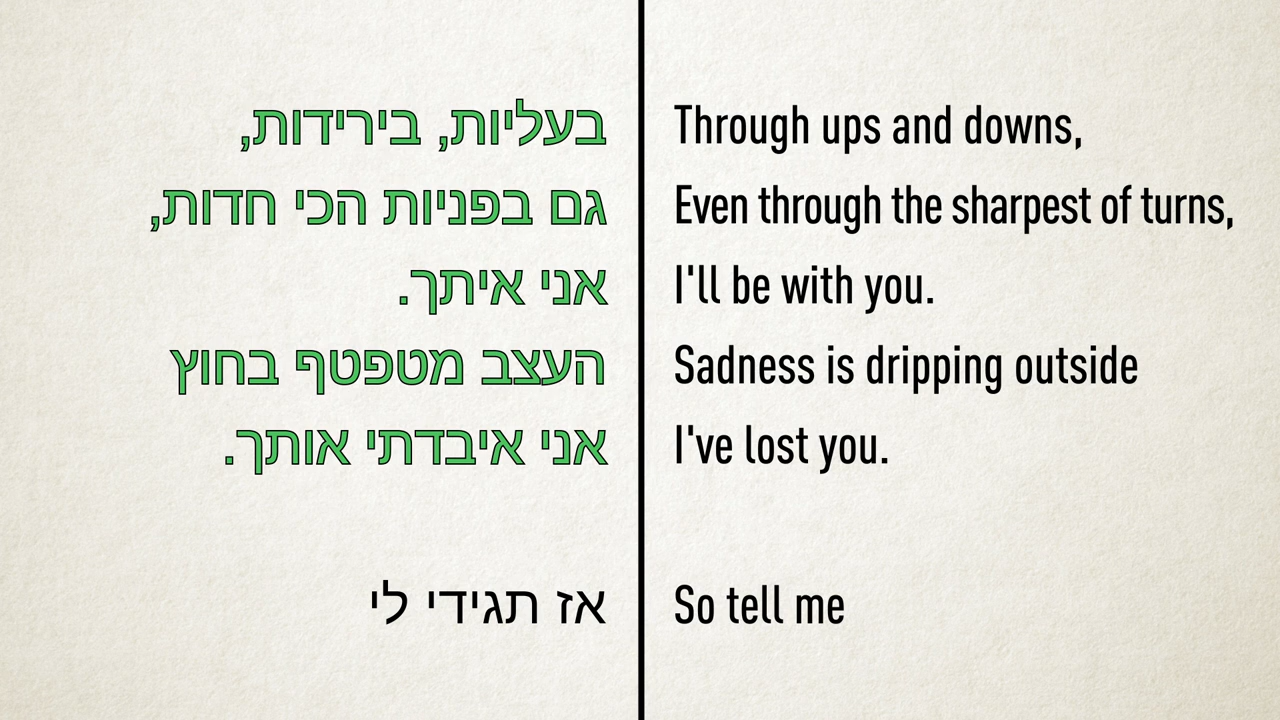 בעליות, בירידות,
גם בפניות הכי חדות,
אני איתך.
העצב מטפטף בחוץ
אני איבדתי אותך.
אז תגידי לי
Through ups and downs,
Even through the sharpest of turns,
I'll be with you.
Sadness is dripping outside
I've lost you.
So tell me